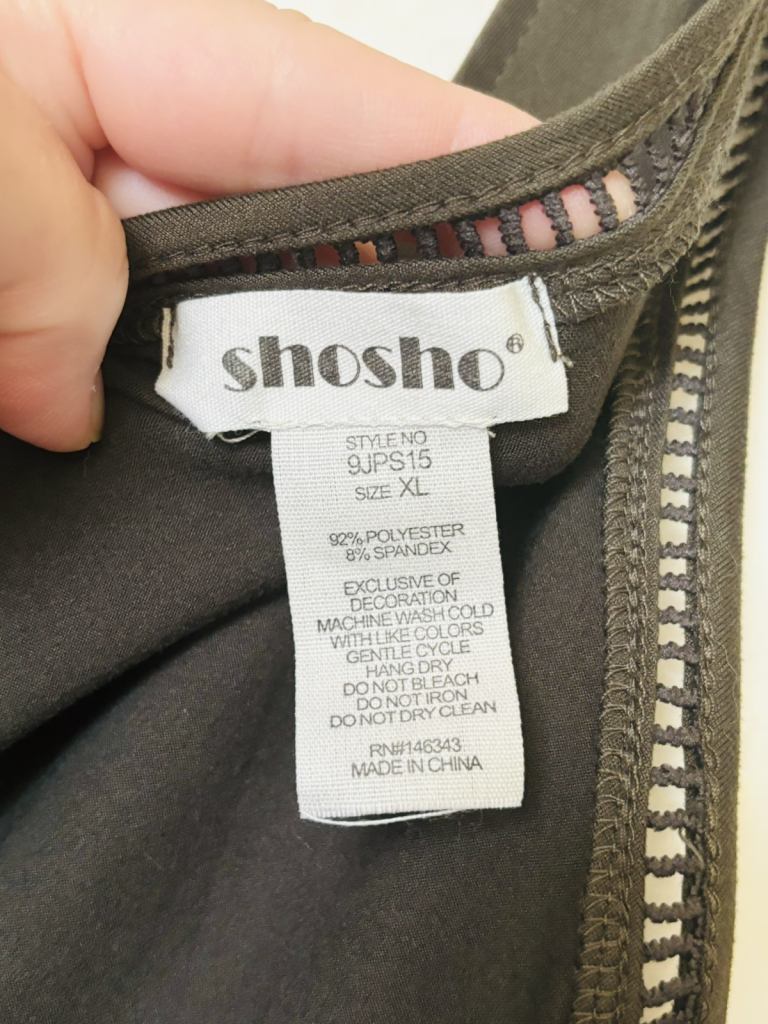 shosho®
STYLE NO
9JPS15
SIZE XL
92% POLYESTER
8% SPANDEX
EXCLUSIVE OF
DECORATION
MACHINE WASH COLD
WITH LIKE COLORS
GENTLE CYCLE
HANG DRY
DO NOT BLEACH
DO NOT IRON
DO NOT DRY CLEAN
RN#146343
MADE IN CHINA